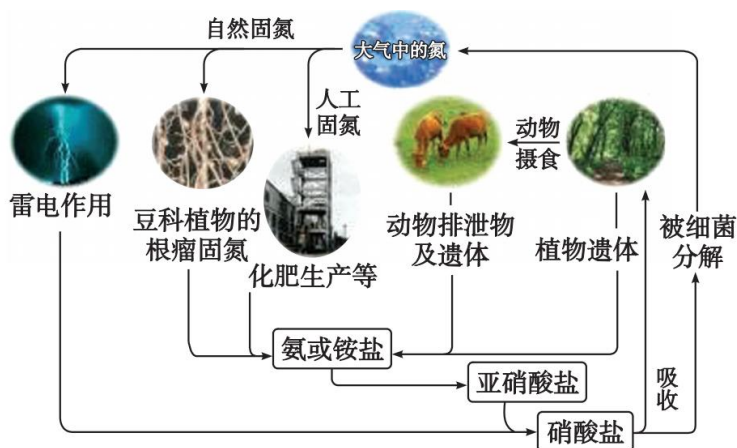 自然固氮
大气中的氮
人工
固氮
动物
摄食
雷电作用
豆科植物的
根瘤固氮
化肥生产等
动物排泄物
及遗体
植物遗体
被细菌
分解
氨或铵盐
亚硝酸盐
吸收
硝酸盐